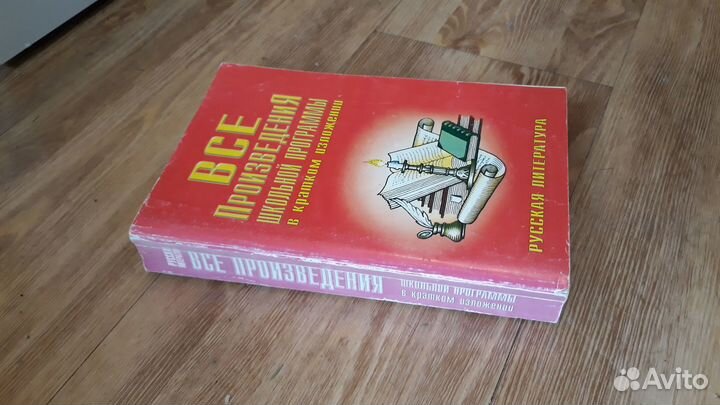 ВСЕ
ПРОИЗВЕДЕНИЯ
ШКОЛЬНОЙ ПРОГРАММЫ
в кратком изложении
РУССКАЯ ЛИТЕРАТУРА
ВСЕ ПРОИЗВЕДЕНИЯ
ШКОЛЬНОЙ ПРОГРАММЫ
в кратком изложении
Avito